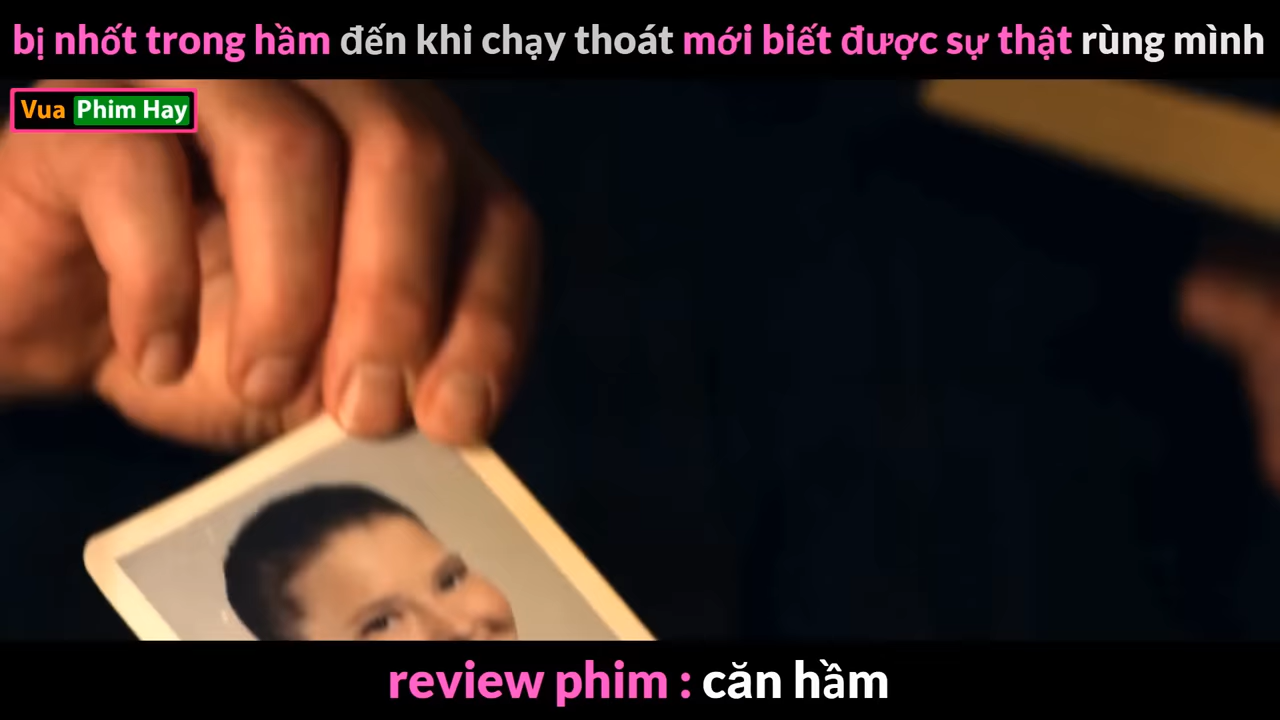 bị nhốt trong hầm đến khi chạy thoát mới biết được sự thật rùng mình
Vua Phim Hay
review phim : căn hầm